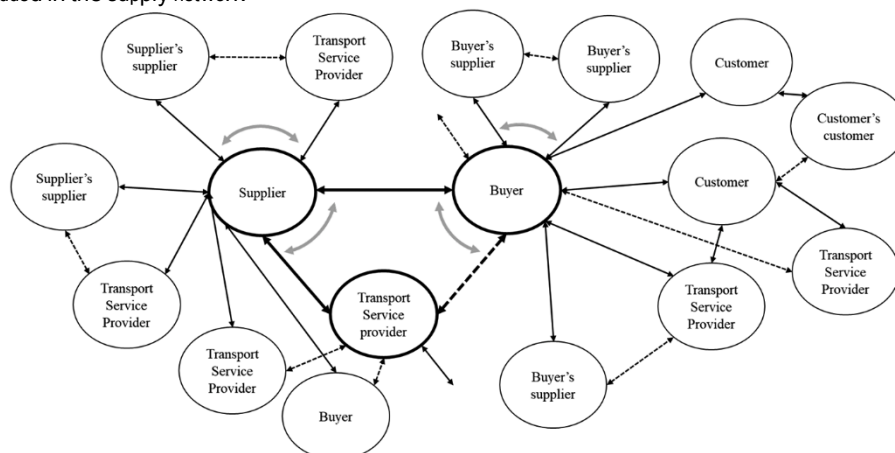 in the supply network
Supplier's
supplier
Transport
Service
Provider
Buyer's
supplier
Buyer's
supplier
Customer
Customer's
customer
Supplier's
supplier
Supplier
Buyer
Customer
Transport
Service
Provider
Transport
Service
provider
Transport
Service
Provider
Transport
Service
Provider
Transport
Service
Provider
Buyer's
supplier
Buyer